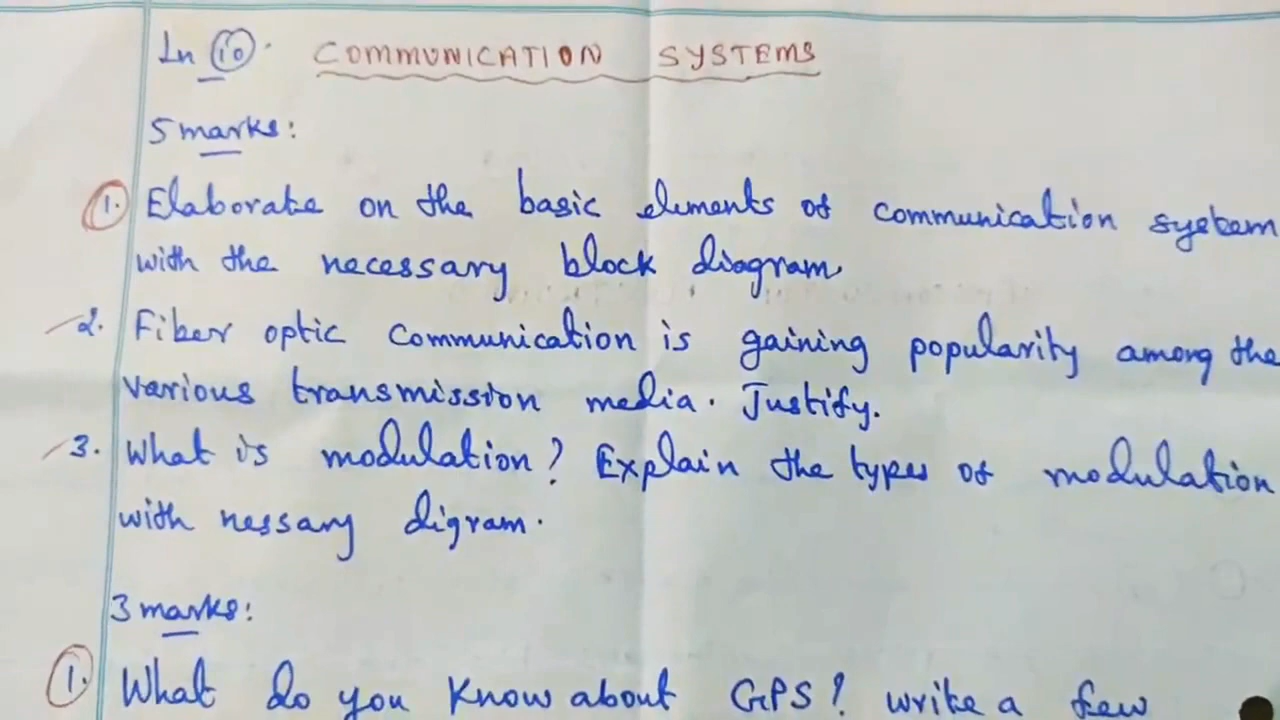 Ln 10. COMMUNICATION SYSTEMS
5 marks:
1. Elaborate on the basic elements of communication system
with the necessary block diagram
2. Fiber optic communication is gaining popularity among the
various transmission media. Justify.
3. What is modulation? Explain the types of modulation
with nessary digram.
3 marks:
1. What do you know about GPS? write a few